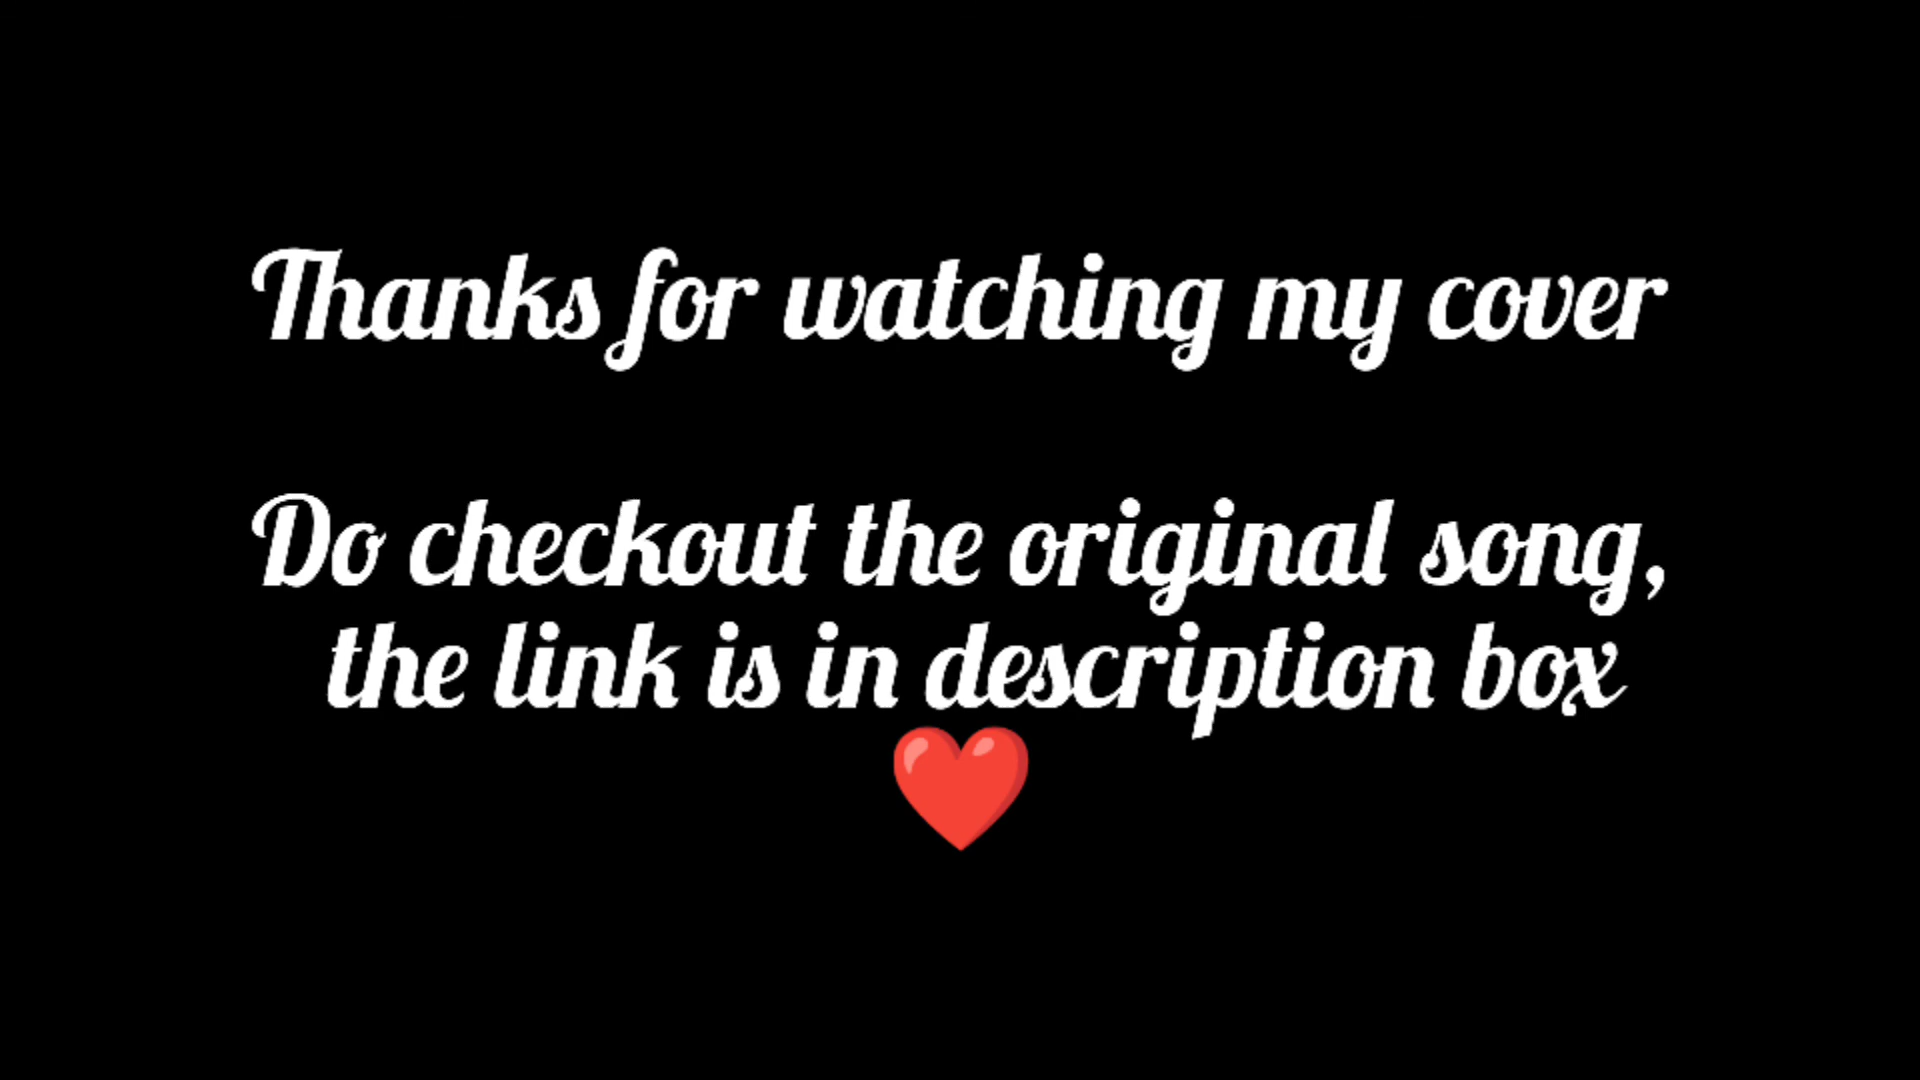 Thanks for watching my cover
Do checkout the original song,
the link is in description box
❤️